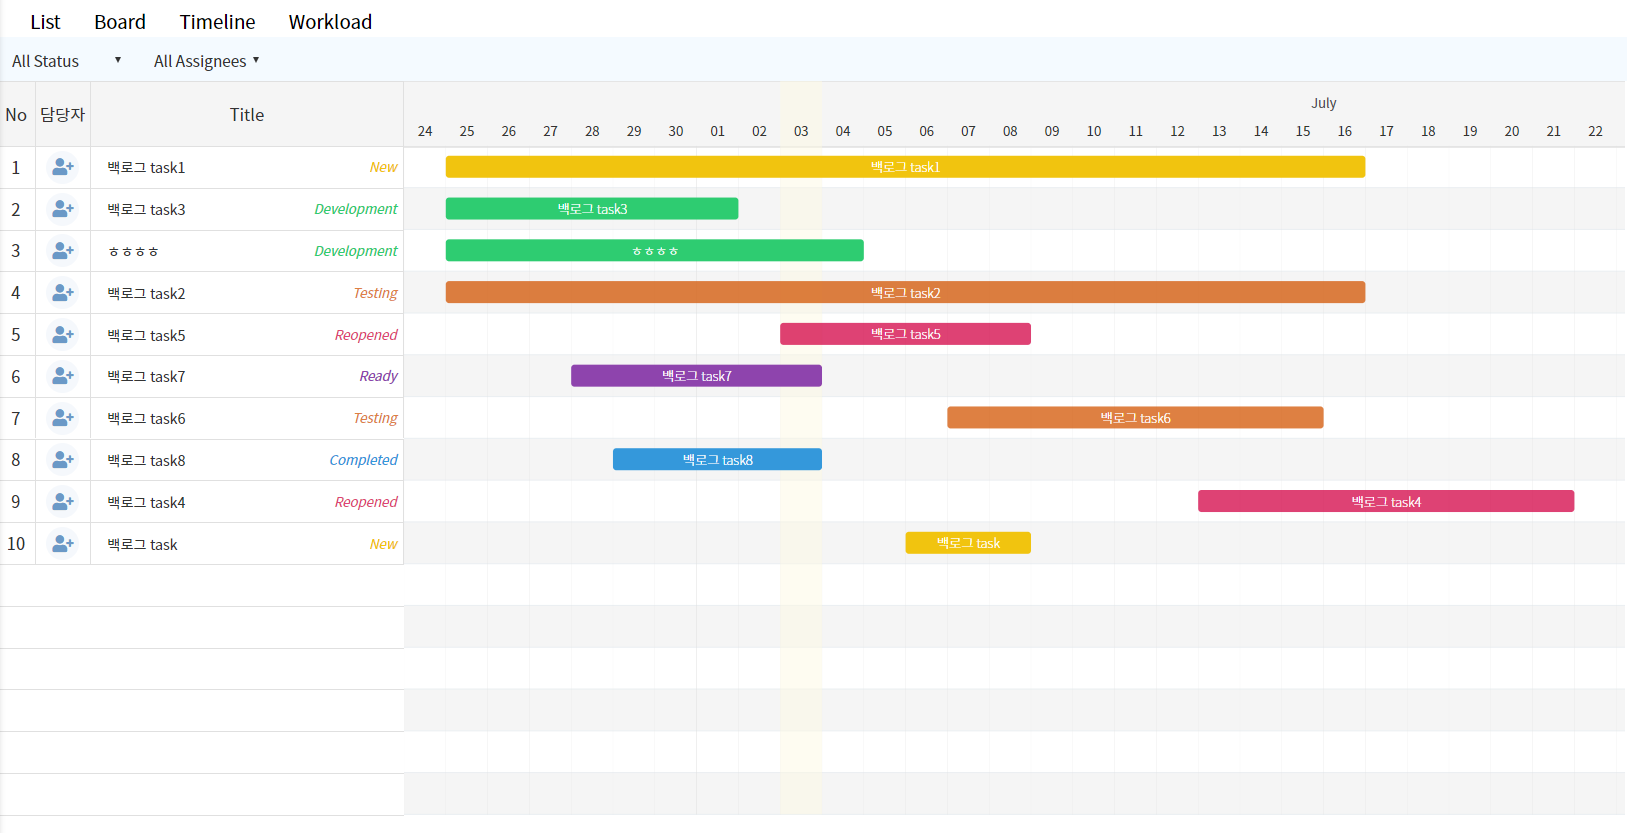 List Board Timeline Workload
All Status ▼ All Assignees ▼
No 담당자 Title
July
24 25 26 27 28 29 30 01 02 03 04 05 06 07 08 09 10 11 12 13 14 15 16 17 18 19 20 21 22
1 백로그 task1 New 백로그 task1
2 백로그 task3 Development 백로그 task3
3 ㅎㅎㅎㅎ Development ㅎㅎㅎㅎ
4 백로그 task2 Testing 백로그 task2
5 백로그 task5 Reopened 백로그 task5
6 백로그 task7 Ready 백로그 task7
7 백로그 task6 Testing 백로그 task6
8 백로그 task8 Completed 백로그 task8
9 백로그 task4 Reopened 백로그 task4
10 백로그 task New 백로그 task